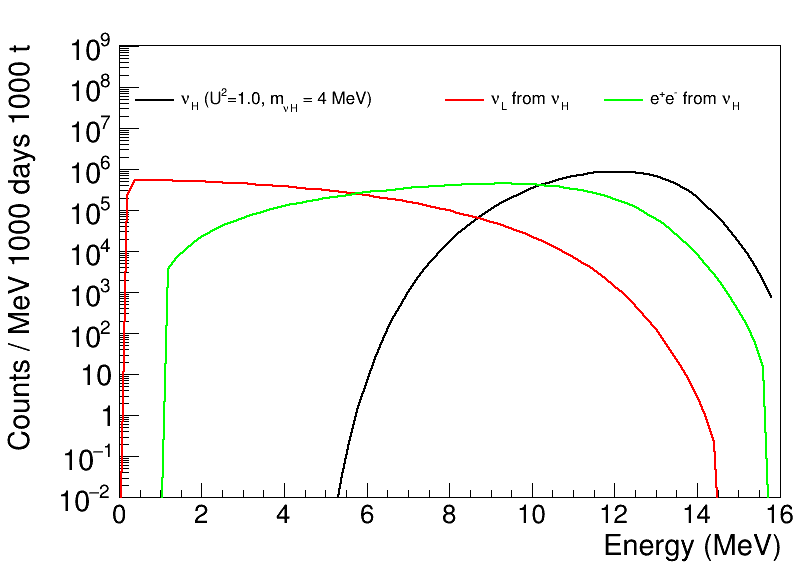 Counts / MeV 1000 days 1000 t
10⁹
10⁸
10⁷
10⁶
10⁵
10⁴
10³
10²
10
1
10⁻¹
10⁻²
ν_H (U²=1.0, m_νH = 4 MeV)
ν_L from ν_H
e⁺e⁻ from ν_H
0 2 4 6 8 10 12 14 16
Energy (MeV)